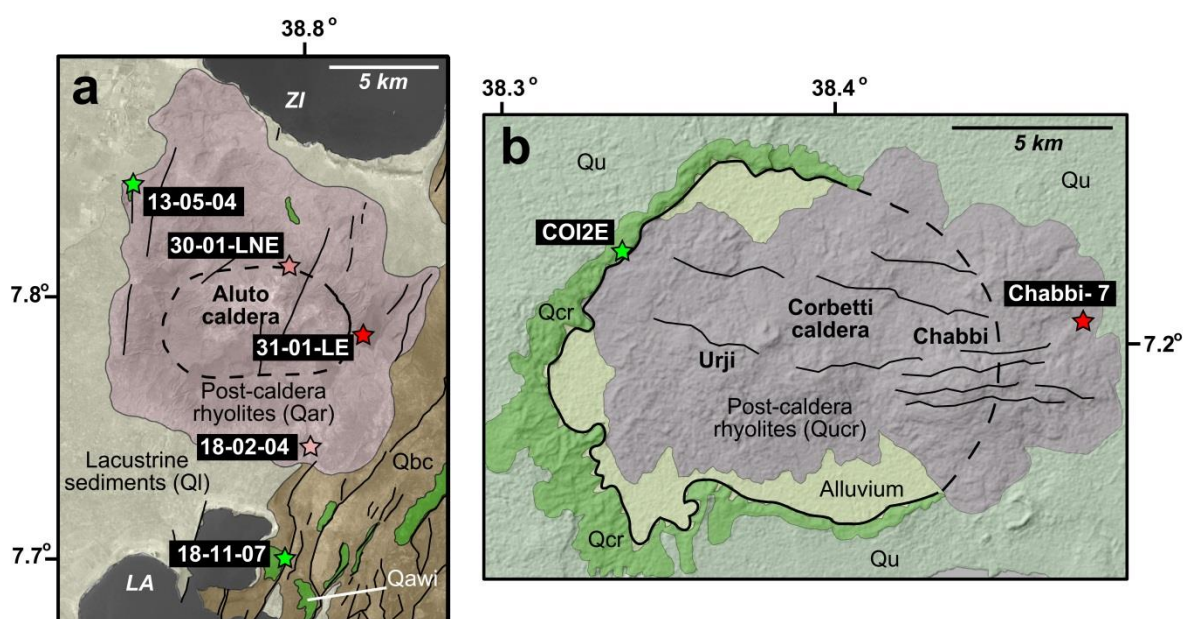 38.8°
a
5 km
ZI
13-05-04
30-01-LNE
7.8°
Aluto
caldera
31-01-LE
Post-caldera
rhyolites (Qar)
18-02-04
Qbc
Lacustrine
sediments (Ql)
7.7°
18-11-07
LA
Qawi
38.3°
38.4°
b
5 km
Qu
Qu
COI2E
Qcr
Corbetti
caldera
Chabbi- 7
Chabbi
7.2°
Urji
Post-caldera
rhyolites (Qucr)
Alluvium
Qcr
Qu